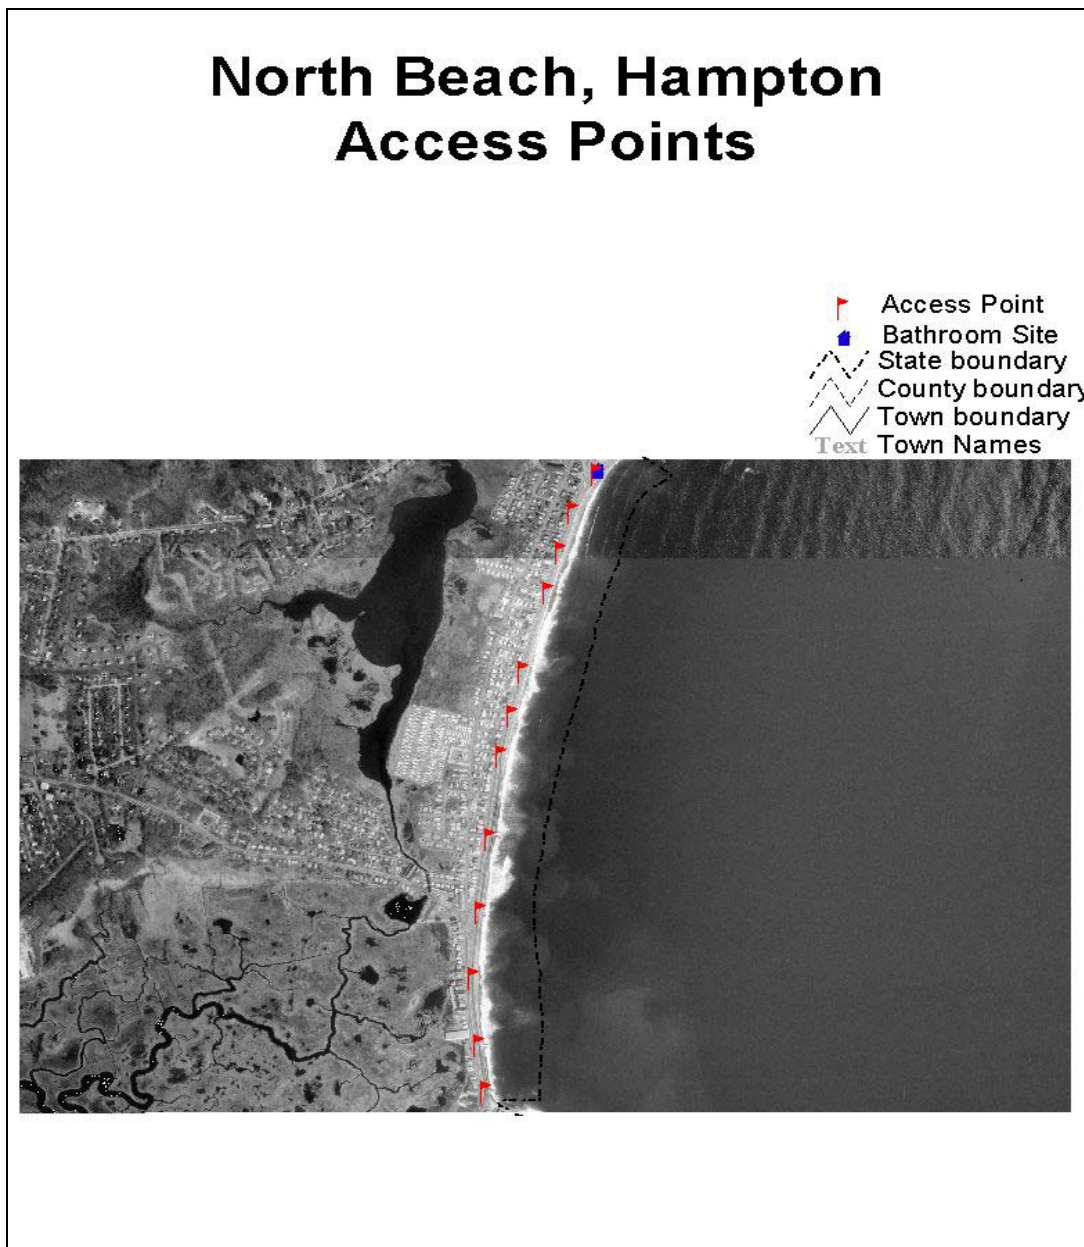 North Beach, Hampton
Access Points
Access Point
Bathroom Site
State boundary
County boundary
Town boundary
Text Town Names